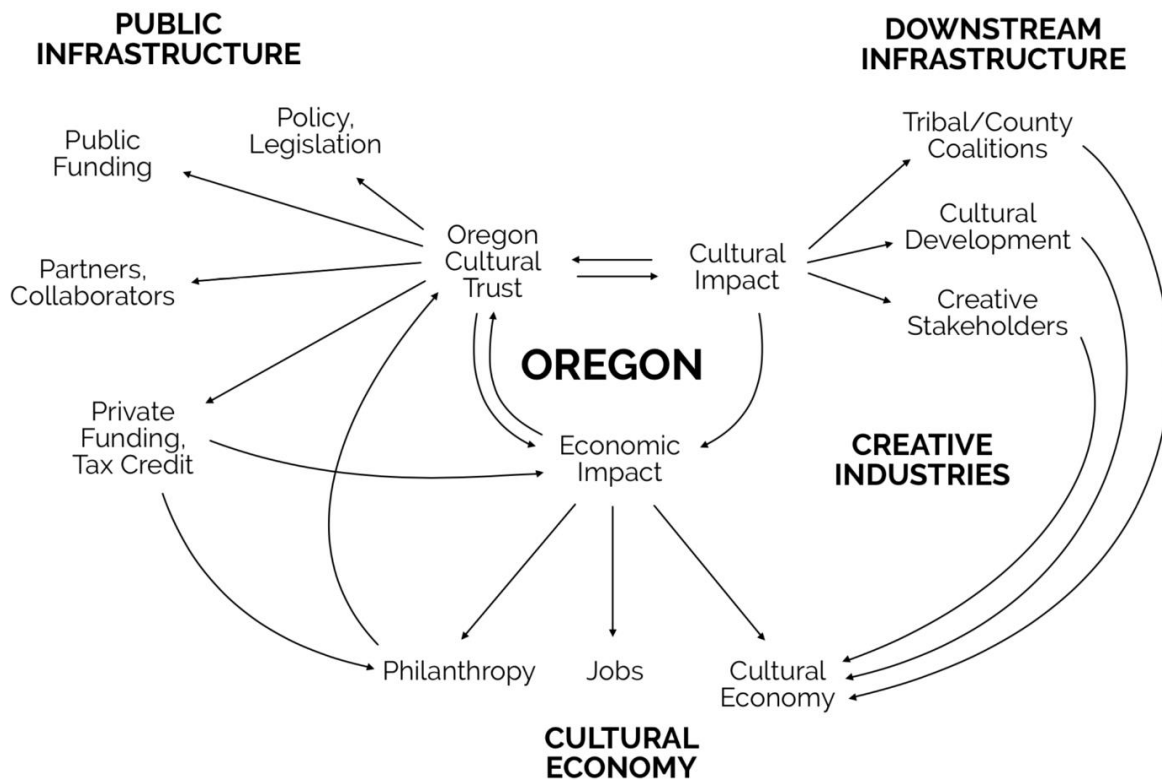 PUBLIC
INFRASTRUCTURE
DOWNSTREAM
INFRASTRUCTURE
Public
Funding
Policy,
Legislation
Tribal/County
Coalitions
Partners,
Collaborators
Oregon
Cultural
Trust
Cultural
Impact
Cultural
Development
Creative
Stakeholders
OREGON
Private
Funding,
Tax Credit
Economic
Impact
CREATIVE
INDUSTRIES
Philanthropy
Jobs
Cultural
Economy
CULTURAL
ECONOMY